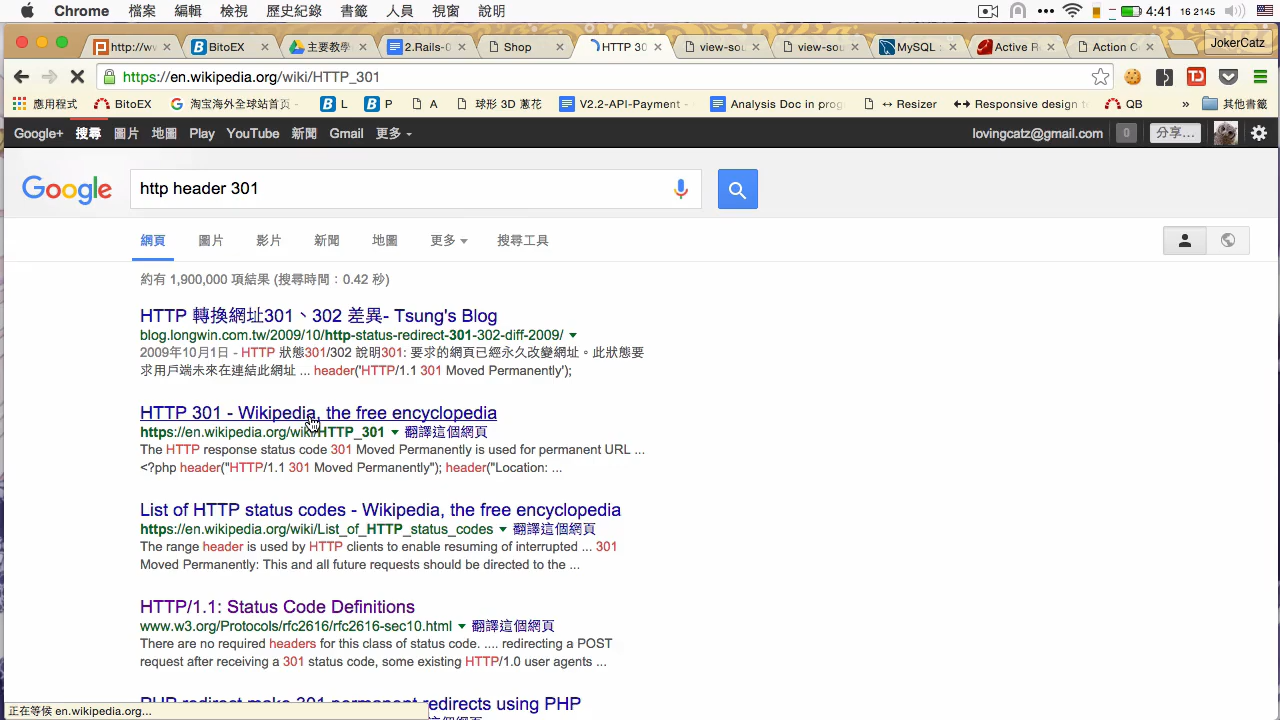 Chrome 檔案 編輯 檢視 歷史紀錄 書籤 人員 視窗 說明 4:41 16 2145
http://w BitoEX 主要教學 2.Rails- Shop HTTP 30 view-sou view-sou MySQL Active R Action C JokerCatz
https://en.wikipedia.org/wiki/HTTP_301
應用程式 BitoEX 淘宝海外全球站首页 - L P A 球形 3D 蔥花 V2.2-API-Payment - Analysis Doc in prog ↔ Resizer Responsive design t QB » 其他書籤
Google+ 搜尋 圖片 地圖 Play YouTube 新聞 Gmail 更多 lovingcatz@gmail.com 0 分享...
Google http header 301
網頁 圖片 影片 新聞 地圖 更多 搜尋工具
約有 1,900,000 項結果 (搜尋時間：0.42 秒)
HTTP 轉換網址301、302 差異- Tsung's Blog
blog.longwin.com.tw/2009/10/http-status-redirect-301-302-diff-2009/
2009年10月1日 - HTTP 狀態301/302 說明301: 要求的網頁已經永久改變網址。此狀態要
求用戶端未來在連結此網址 ... header('HTTP/1.1 301 Moved Permanently');
HTTP 301 - Wikipedia, the free encyclopedia
https://en.wikipedia.org/wiki/HTTP_301 翻譯這個網頁
The HTTP response status code 301 Moved Permanently is used for permanent URL ...
<?php header("HTTP/1.1 301 Moved Permanently"); header("Location: ...
List of HTTP status codes - Wikipedia, the free encyclopedia
https://en.wikipedia.org/wiki/List_of_HTTP_status_codes 翻譯這個網頁
The range header is used by HTTP clients to enable resuming of interrupted ... 301
Moved Permanently: This and all future requests should be directed to the ...
HTTP/1.1: Status Code Definitions
www.w3.org/Protocols/rfc2616/rfc2616-sec10.html 翻譯這個網頁
There are no required headers for this class of status code. .... redirecting a POST
request after receiving a 301 status code, some existing HTTP/1.0 user agents ...
PHP redirect make 301 permanent redirects using PHP
正在等候 en.wikipedia.org...